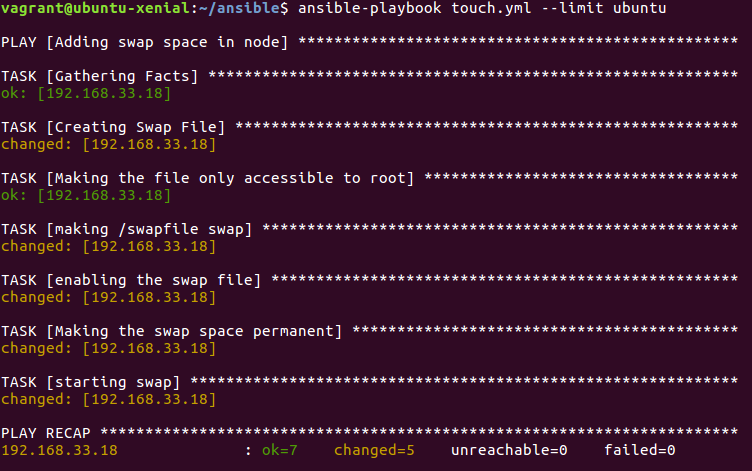 vagrant@ubuntu-xenial:~/ansible$ ansible-playbook touch.yml --limit ubuntu
PLAY [Adding swap space in node] *************************************************
TASK [Gathering Facts] ***********************************************************
ok: [192.168.33.18]
TASK [Creating Swap File] ********************************************************
changed: [192.168.33.18]
TASK [Making the file only accessible to root] ***********************************
ok: [192.168.33.18]
TASK [making /swapfile swap] *****************************************************
changed: [192.168.33.18]
TASK [enabling the swap file] ****************************************************
changed: [192.168.33.18]
TASK [Making the swap space permanent] *******************************************
changed: [192.168.33.18]
TASK [starting swap] *************************************************************
changed: [192.168.33.18]
PLAY RECAP ***********************************************************************
192.168.33.18              : ok=7    changed=5    unreachable=0    failed=0